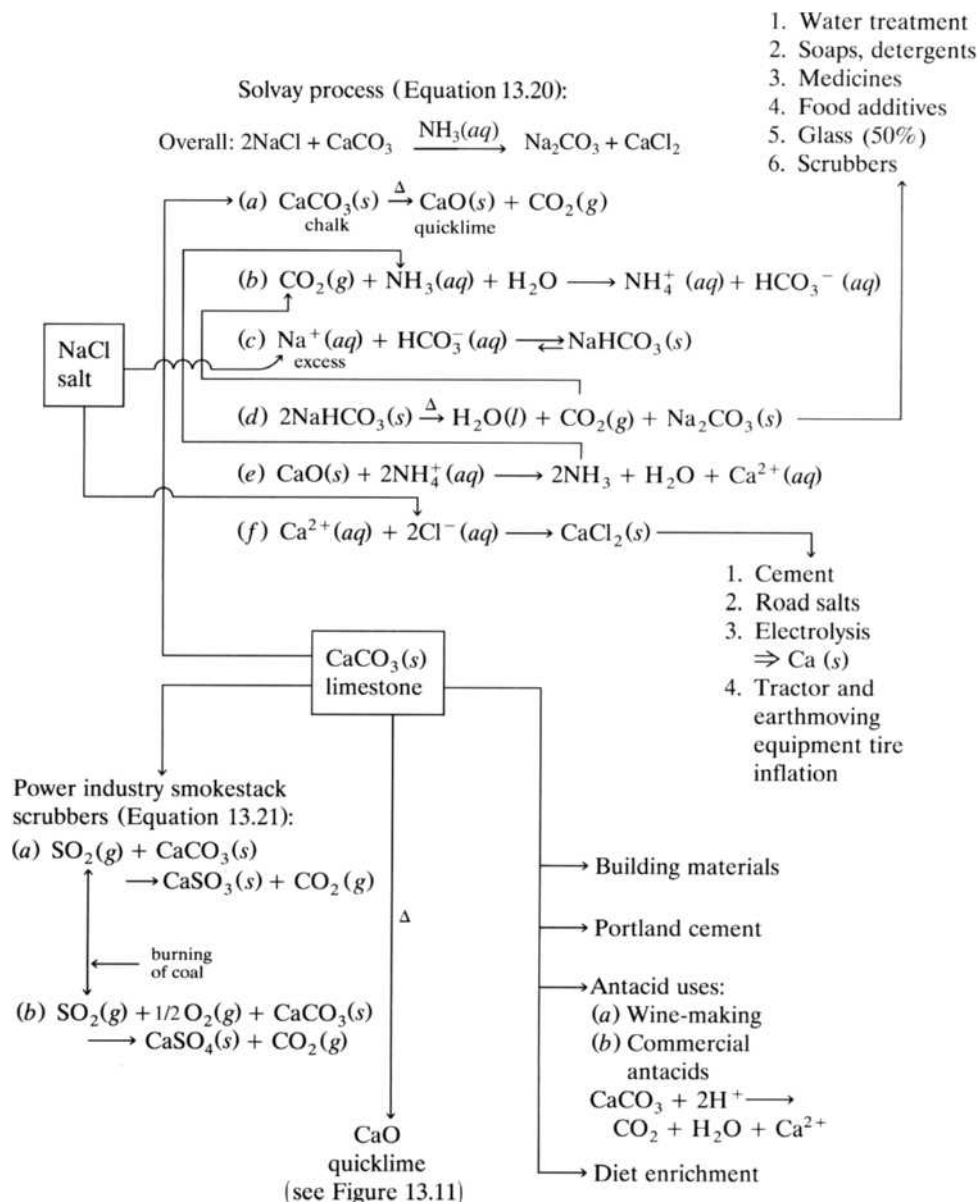 1. Water treatment
2. Soaps, detergents
3. Medicines
4. Food additives
5. Glass (50%)
6. Scrubbers
Solvay process (Equation 13.20):
Overall: 2NaCl + CaCO₃ —NH₃(aq)→ Na₂CO₃ + CaCl₂
(a) CaCO₃(s) —Δ→ CaO(s) + CO₂(g)
chalk quicklime
(b) CO₂(g) + NH₃(aq) + H₂O ⟶ NH₄⁺ (aq) + HCO₃⁻ (aq)
NaCl
salt
(c) Na⁺(aq) + HCO₃⁻(aq) ⇌ NaHCO₃(s)
excess
(d) 2NaHCO₃(s) —Δ→ H₂O(l) + CO₂(g) + Na₂CO₃(s)
(e) CaO(s) + 2NH₄⁺(aq) ⟶ 2NH₃ + H₂O + Ca²⁺(aq)
(f) Ca²⁺(aq) + 2Cl⁻(aq) ⟶ CaCl₂(s)
1. Cement
2. Road salts
3. Electrolysis
⇒ Ca (s)
4. Tractor and
earthmoving
equipment tire
inflation
CaCO₃(s)
limestone
Power industry smokestack
scrubbers (Equation 13.21):
(a) SO₂(g) + CaCO₃(s)
⟶ CaSO₃(s) + CO₂(g)
burning
of coal
(b) SO₂(g) + 1/2 O₂(g) + CaCO₃(s)
⟶ CaSO₄(s) + CO₂(g)
Δ
CaO
quicklime
(see Figure 13.11)
Building materials
Portland cement
Antacid uses:
(a) Wine-making
(b) Commercial
antacids
CaCO₃ + 2H⁺ ⟶
CO₂ + H₂O + Ca²⁺
Diet enrichment